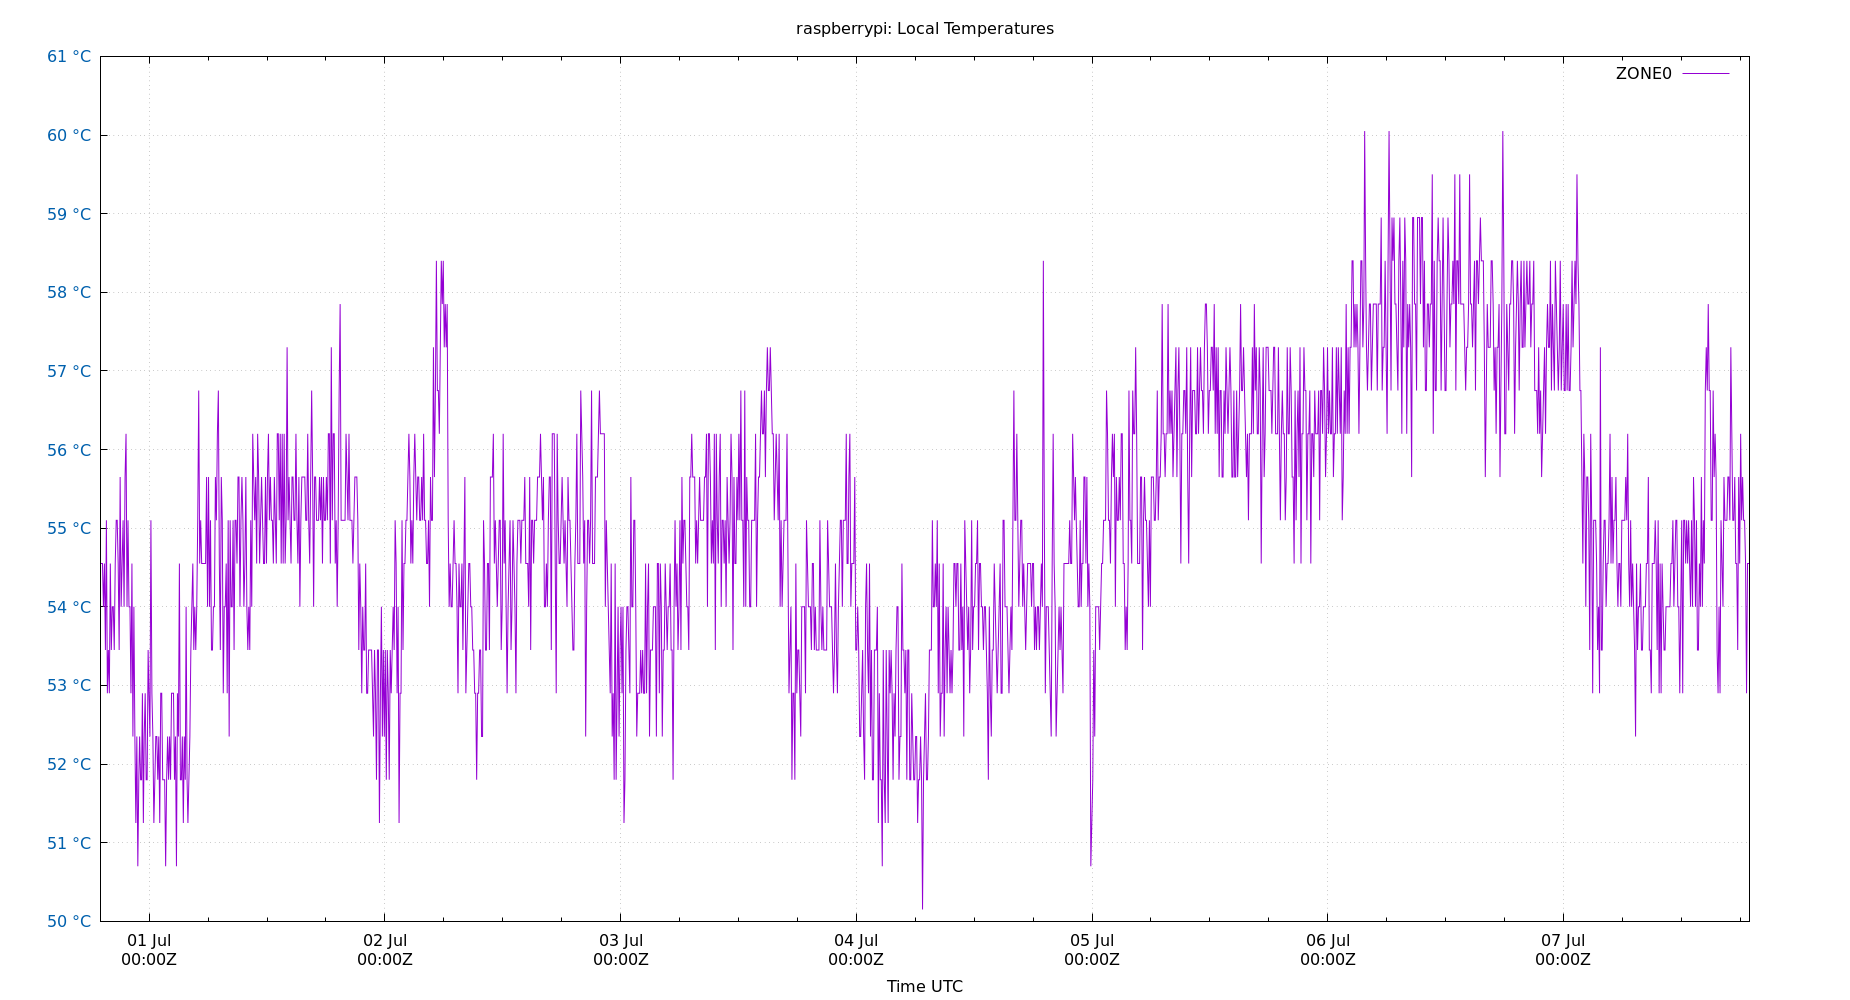 raspberrypi: Local Temperatures
61 °C
ZONE0
60 °C
59 °C
58 °C
57 °C
56 °C
55 °C
54 °C
53 °C
52 °C
51 °C
50 °C
01 Jul 02 Jul 03 Jul 04 Jul 05 Jul 06 Jul 07 Jul
00:00Z 00:00Z 00:00Z 00:00Z 00:00Z 00:00Z 00:00Z
Time UTC